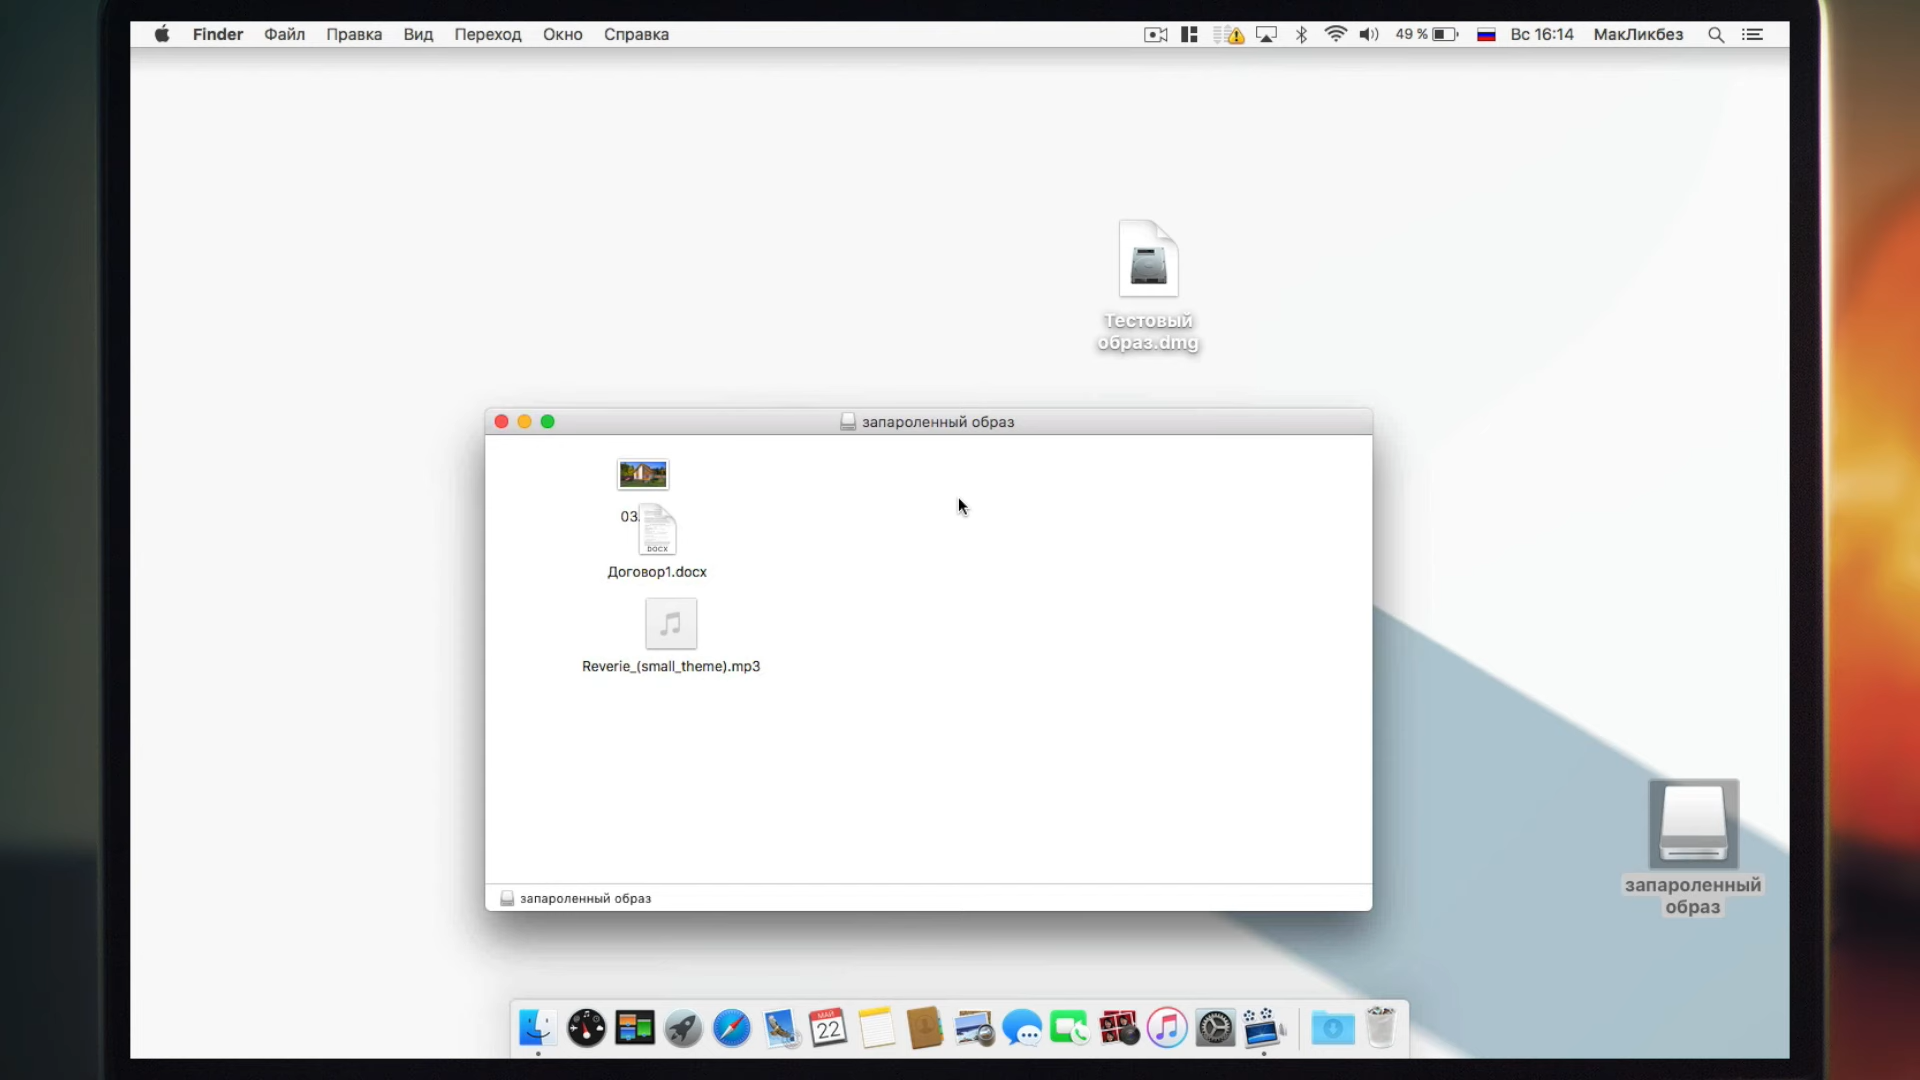 Finder Файл Правка Вид Переход Окно Справка 49 % Вс 16:14 МакЛикбез
Тестовый
образ.dmg
запароленный образ
03.
DOCX
Договор1.docx
Reverie_(small_theme).mp3
запароленный образ
запароленный
образ
МАЙ
22